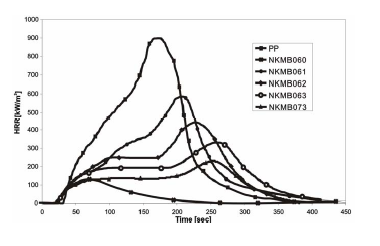 1000
900
800
700
600
500
400
300
200
100
0
HRR[kW/m²]
0 50 100 150 200 250 300 350 400 450
Time [sec]
PP
NKMB060
NKMB061
NKMB062
NKMB063
NKMB073